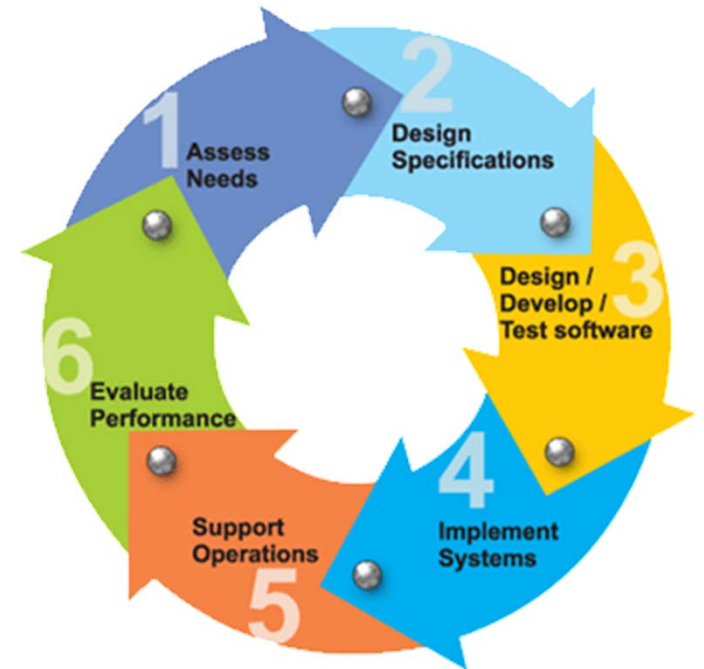 1
Assess
Needs
2
Design
Specifications
3
Design /
Develop /
Test software
4
Implement
Systems
5
Support
Operations
6
Evaluate
Performance